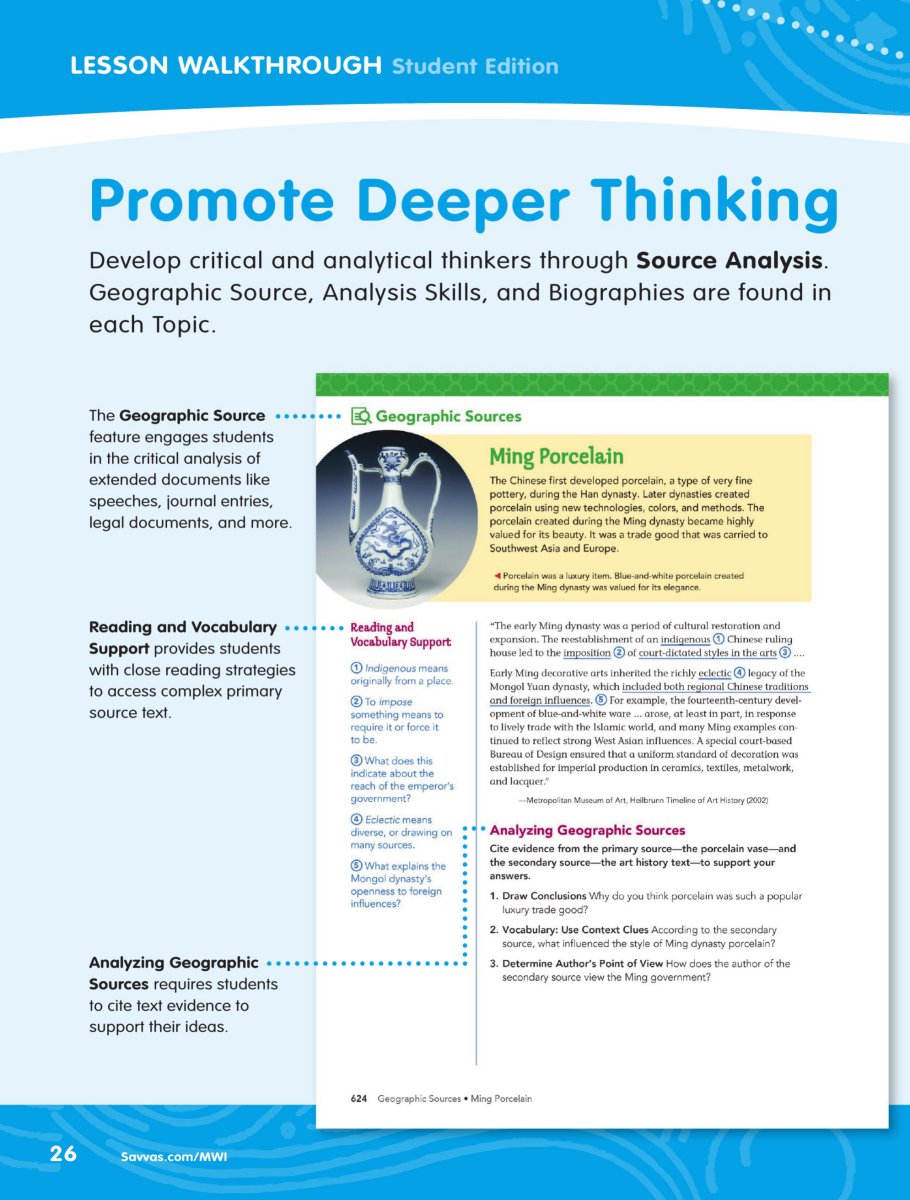 LESSON WALKTHROUGH Student Edition
Promote Deeper Thinking
Develop critical and analytical thinkers through Source Analysis.
Geographic Source, Analysis Skills, and Biographies are found in
each Topic.
The Geographic Source
feature engages students
in the critical analysis of
extended documents like
speeches, journal entries,
legal documents, and more.
Reading and Vocabulary
Support provides students
with close reading strategies
to access complex primary
source text.
Analyzing Geographic
Sources requires students
to cite text evidence to
support their ideas.
Geographic Sources
Ming Porcelain
The Chinese first developed porcelain, a type of very fine
pottery, during the Han dynasty. Later dynasties created
porcelain using new technologies, colors, and methods. The
porcelain created during the Ming dynasty became highly
valued for its beauty. It was a trade good that was carried to
Southwest Asia and Europe.
◀ Porcelain was a luxury item. Blue-and-white porcelain created
during the Ming dynasty was valued for its elegance.
Reading and
Vocabulary Support
① Indigenous means
originally from a place.
② To impose
something means to
require it or force it
to be.
③ What does this
indicate about the
reach of the emperor's
government?
④ Eclectic means
diverse, or drawing on
many sources.
⑤ What explains the
Mongol dynasty's
openness to foreign
influences?
"The early Ming dynasty was a period of cultural restoration and
expansion. The reestablishment of an indigenous ① Chinese ruling
house led to the imposition ② of court-dictated styles in the arts ③ ....
Early Ming decorative arts inherited the richly eclectic ④ legacy of the
Mongol Yuan dynasty, which included both regional Chinese traditions
and foreign influences. ⑤ For example, the fourteenth-century devel-
opment of blue-and-white ware ... arose, at least in part, in response
to lively trade with the Islamic world, and many Ming examples con-
tinued to reflect strong West Asian influences. A special court-based
Bureau of Design ensured that a uniform standard of decoration was
established for imperial production in ceramics, textiles, metalwork,
and lacquer."
—Metropolitan Museum of Art, Heilbrunn Timeline of Art History (2002)
Analyzing Geographic Sources
Cite evidence from the primary source—the porcelain vase—and
the secondary source—the art history text—to support your
answers.
1. Draw Conclusions Why do you think porcelain was such a popular
luxury trade good?
2. Vocabulary: Use Context Clues According to the secondary
source, what influenced the style of Ming dynasty porcelain?
3. Determine Author's Point of View How does the author of the
secondary source view the Ming government?
624 Geographic Sources • Ming Porcelain
26 Savvas.com/MWI